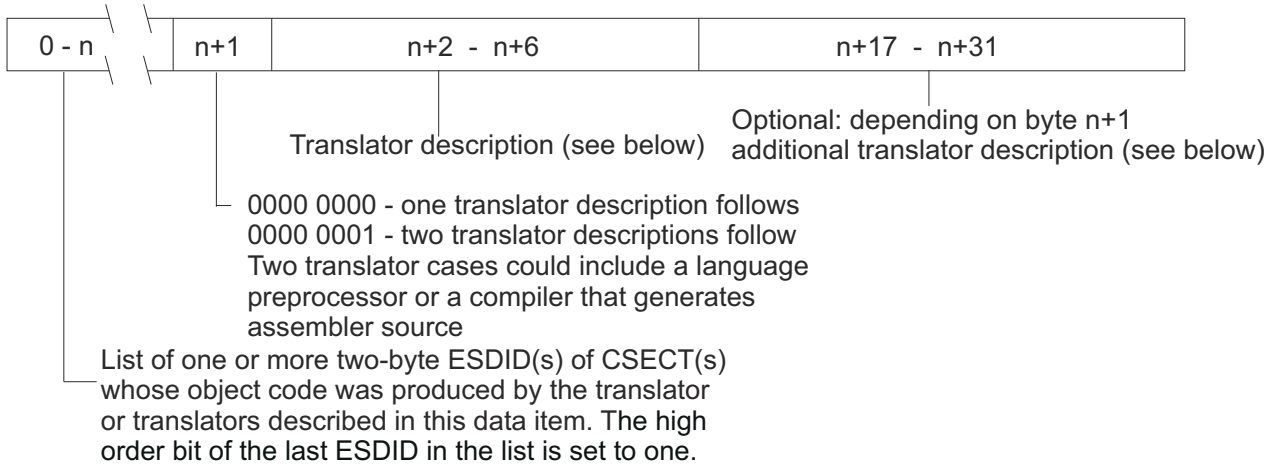 0 - n
n+1
n+2 - n+6
n+17 - n+31
Translator description (see below)
Optional: depending on byte n+1
additional translator description (see below)
0000 0000 - one translator description follows
0000 0001 - two translator descriptions follow
Two translator cases could include a language
preprocessor or a compiler that generates
assembler source
List of one or more two-byte ESDID(s) of CSECT(s)
whose object code was produced by the translator
or translators described in this data item. The high
order bit of the last ESDID in the list is set to one.